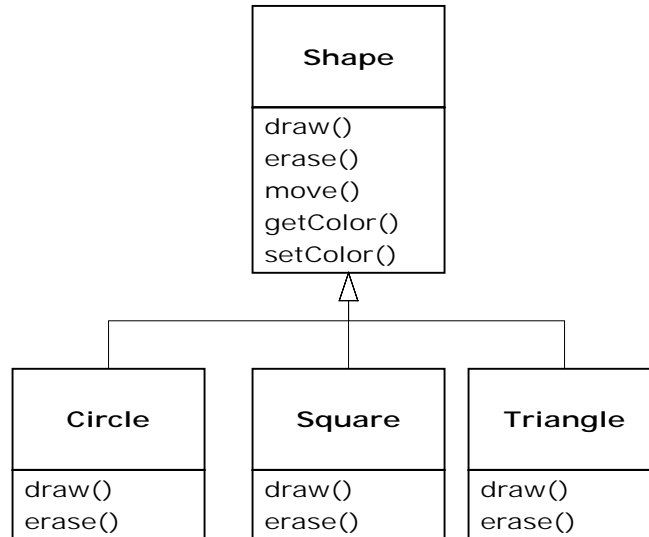 Shape
draw()
erase()
move()
getColor()
setColor()
Circle
draw()
erase()
Square
draw()
erase()
Triangle
draw()
erase()